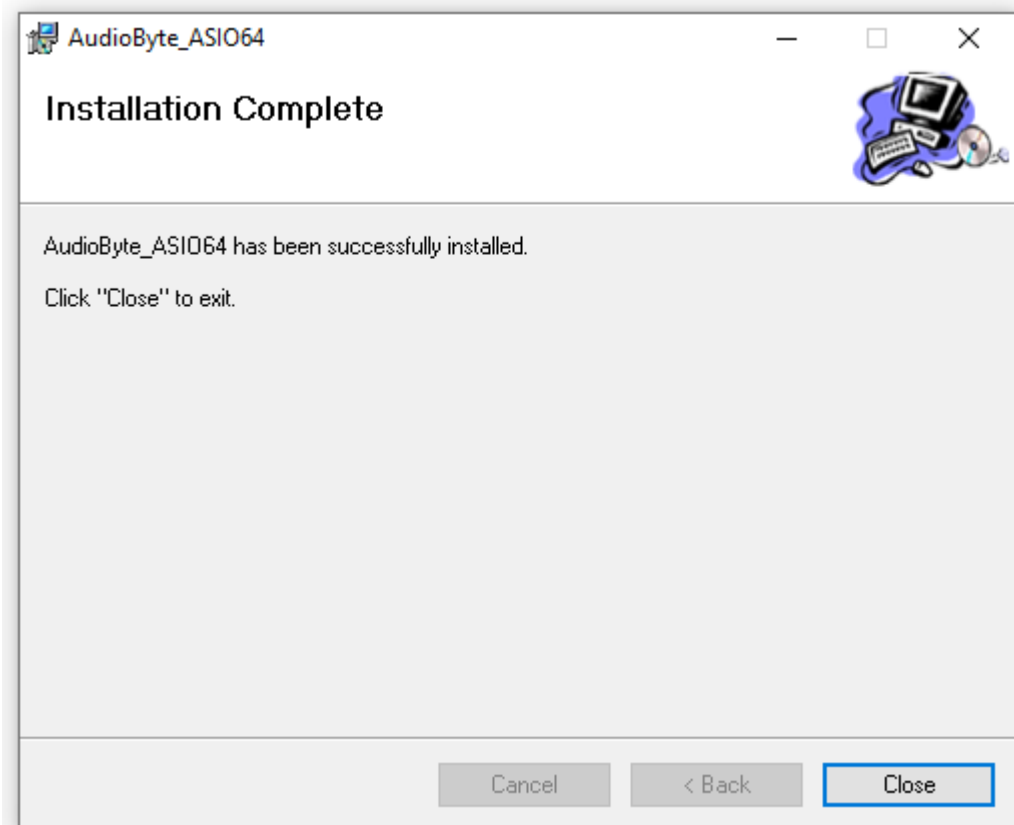 AudioByte_ASIO64
Installation Complete
AudioByte_ASIO64 has been successfully installed.
Click "Close" to exit.
Cancel
< Back
Close